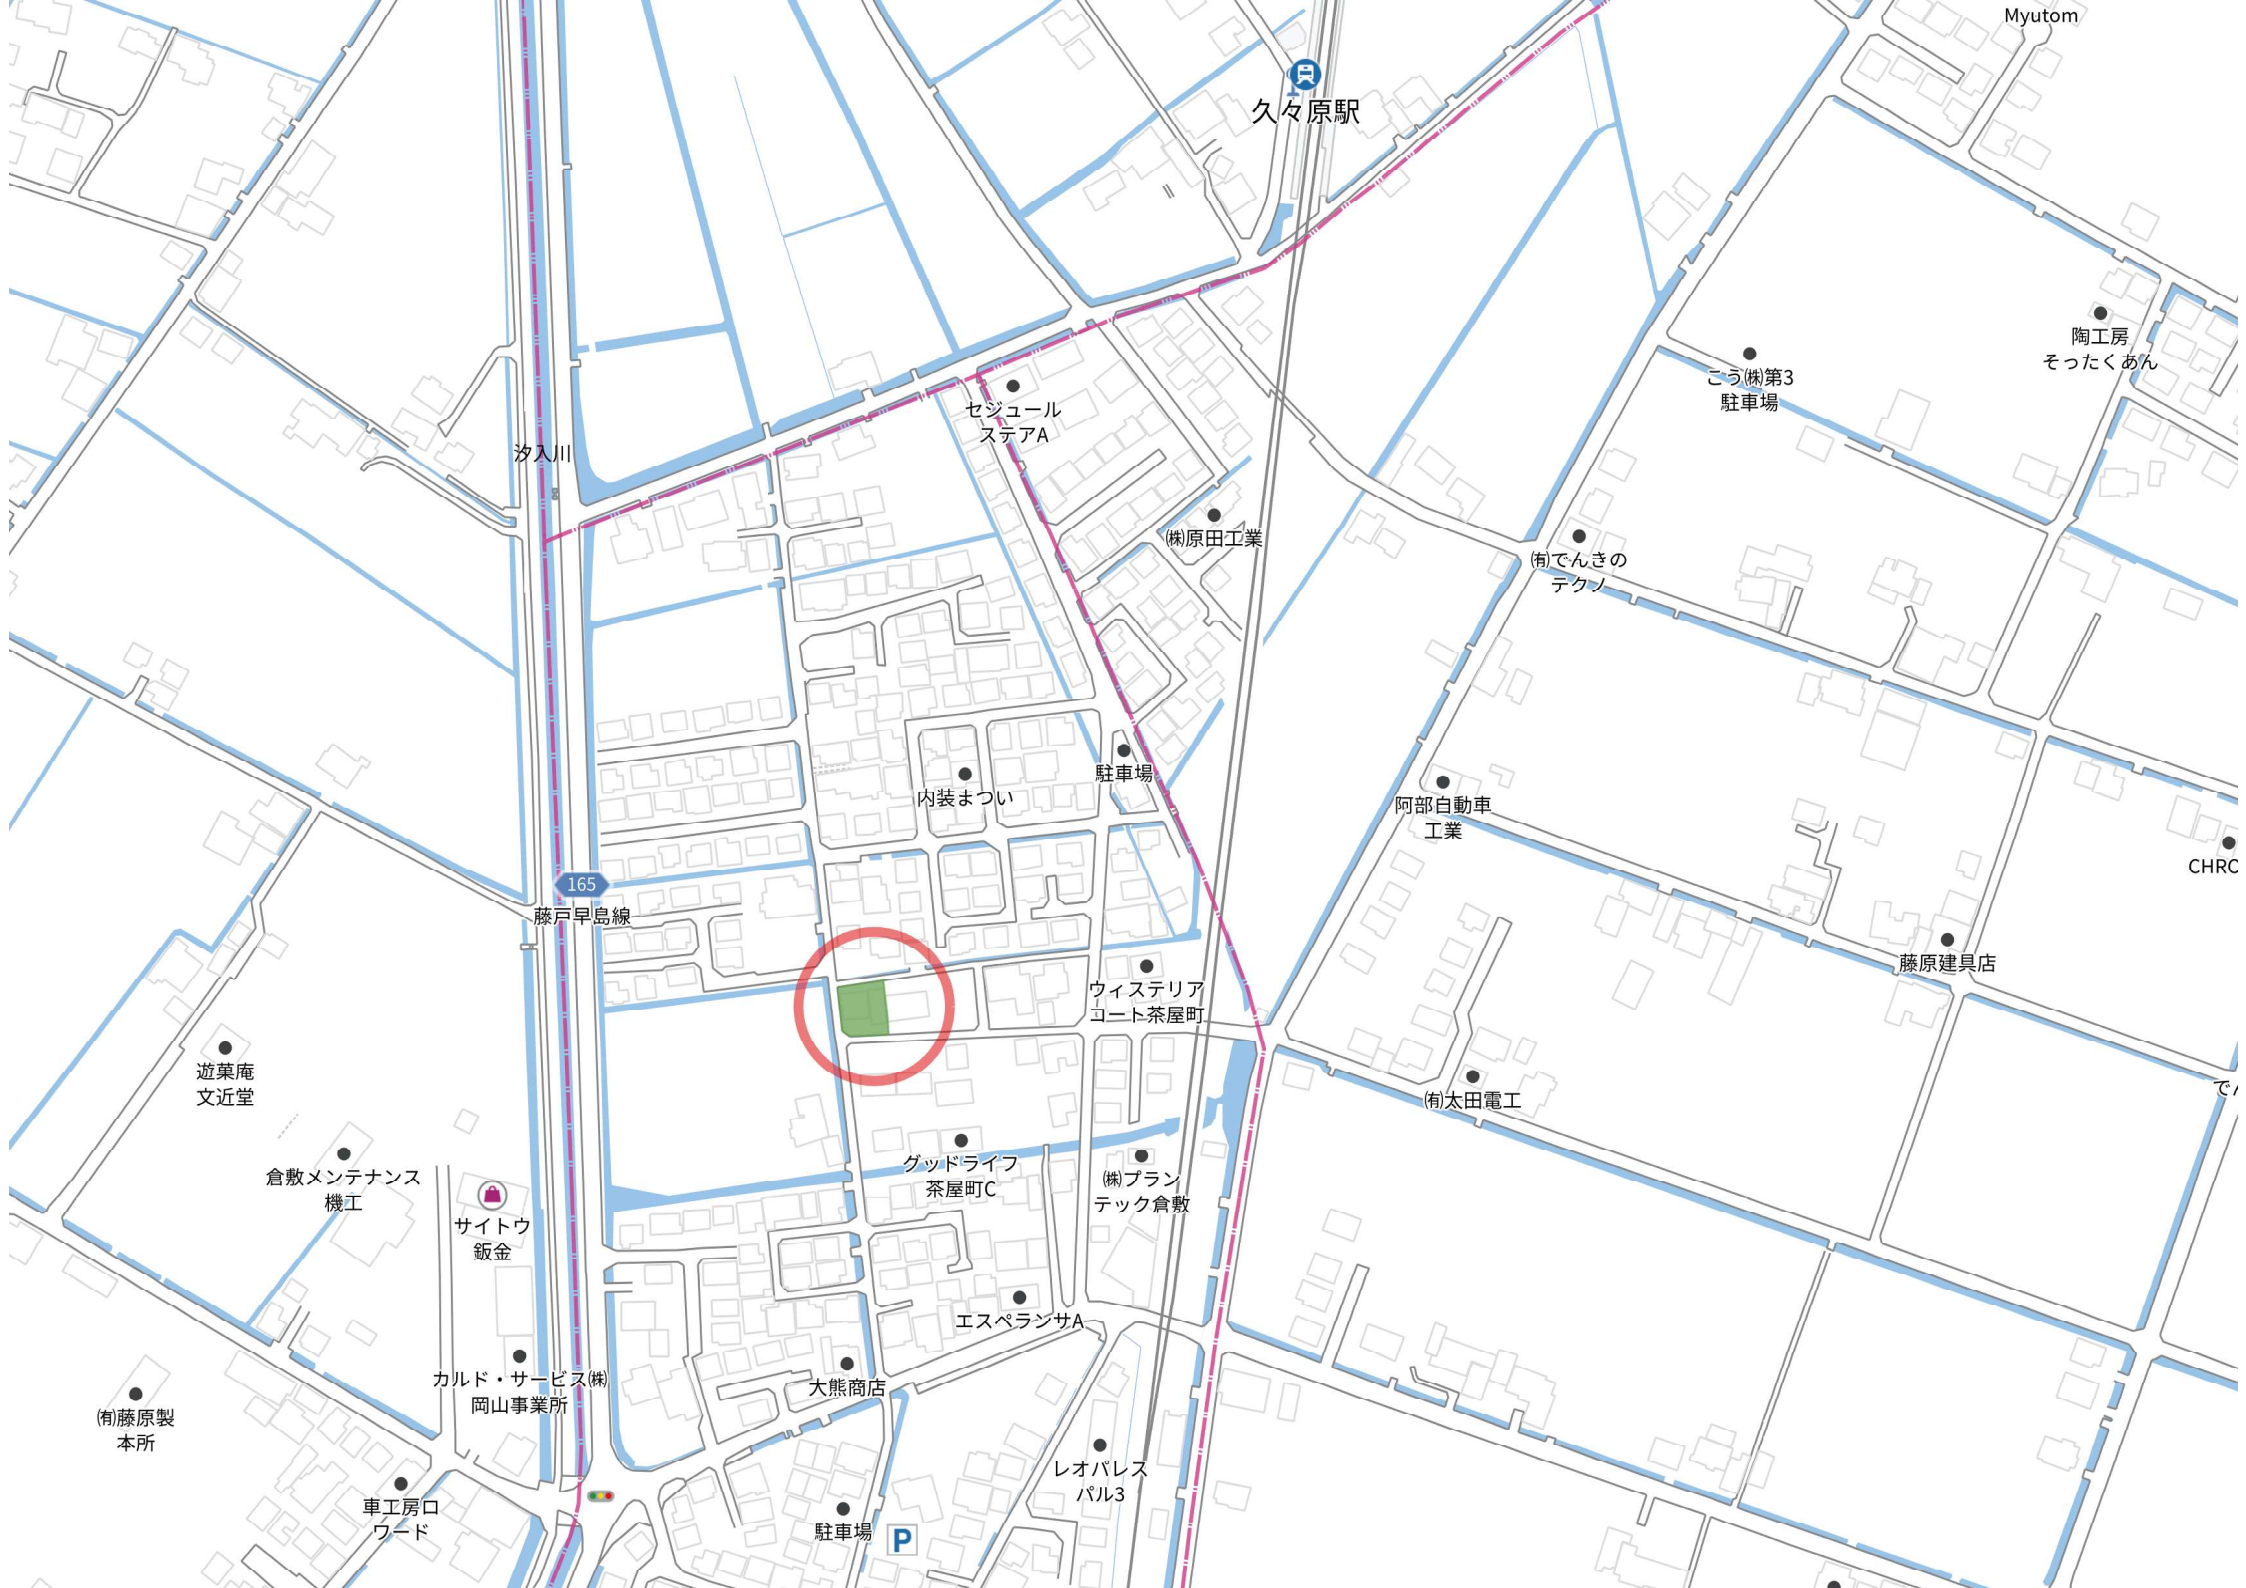 Myutom
久々原駅
陶工房
そったくあん
こう㈱第3
駐車場
セジュール
ステアA
汐入川
㈱原田工業
㈲でんきの
テクノ
駐車場
内装まつい
阿部自動車
工業
CHRC
165
藤戸早島線
藤原建具店
ウィステリア
コート茶屋町
遊菓庵
文近堂
㈲太田電工
でん
グッドライフ
茶屋町C
倉敷メンテナンス
機工
㈱プラン
テック倉敷
サイトウ
鈑金
エスペランサA
カルド・サービス㈱
岡山事業所
大熊商店
㈲藤原製
本所
レオパレス
パル3
車工房ロ
ワード
駐車場
P